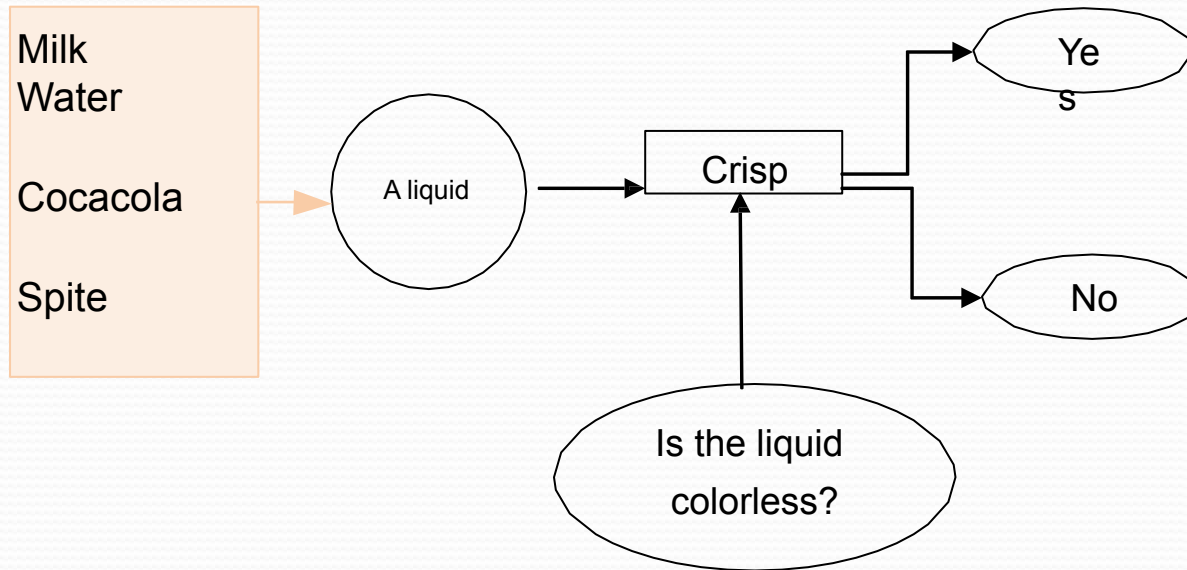 Milk
Water
Cocacola
Spite
A liquid
Crisp
Ye
s
No
Is the liquid
colorless?